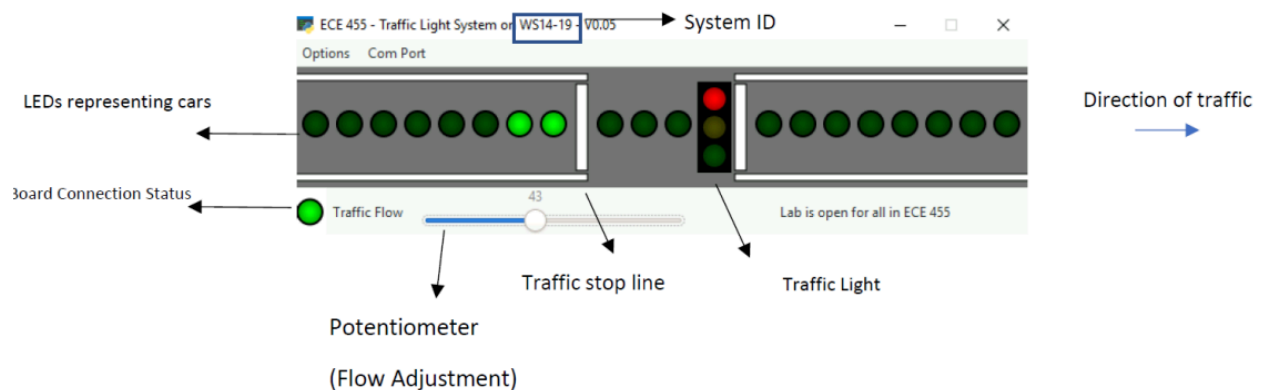 ECE 455 - Traffic Light System on WS14-19 - V0.05
System ID
Options Com Port
LEDs representing cars
Direction of traffic
Board Connection Status
43
Traffic Flow
Lab is open for all in ECE 455
Traffic stop line
Traffic Light
Potentiometer
(Flow Adjustment)